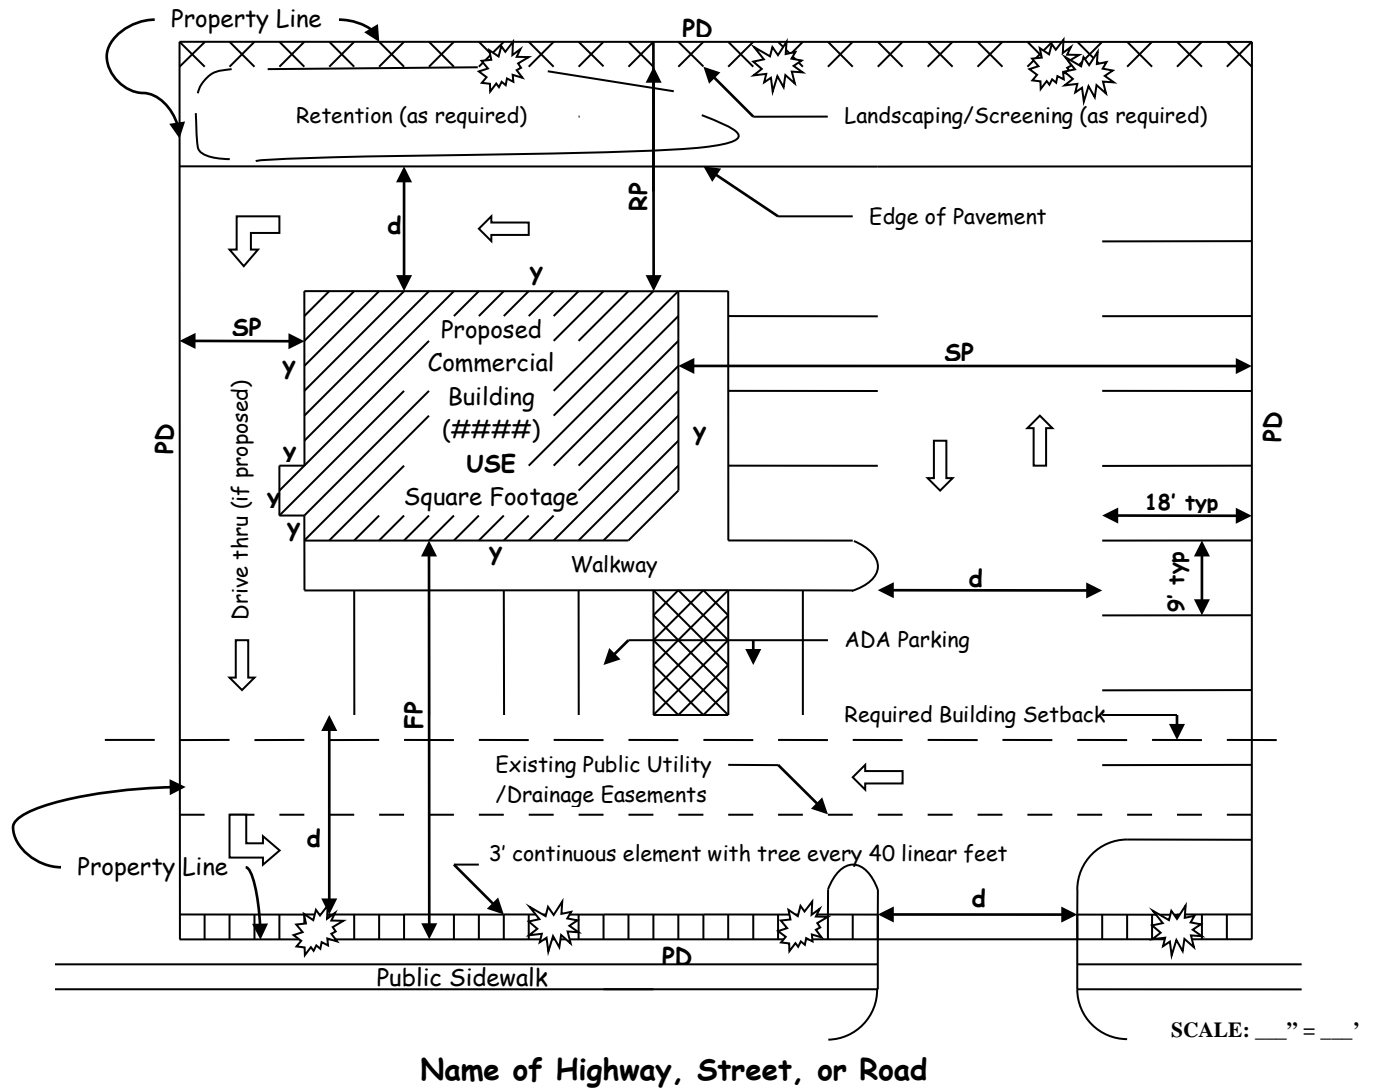 Property Line
PD
Retention (as required)
Landscaping/Screening (as required)
RP
d
Edge of Pavement
y
SP
Proposed
Commercial
Building
(####)
USE
Square Footage
SP
y
y
y
y
y
y
PD
Drive thru (if proposed)
PD
18' typ
9' typ
Walkway
d
ADA Parking
FP
Required Building Setback
Existing Public Utility
/Drainage Easements
d
3' continuous element with tree every 40 linear feet
Property Line
d
PD
Public Sidewalk
SCALE: ___” = ___’
Name of Highway, Street, or Road